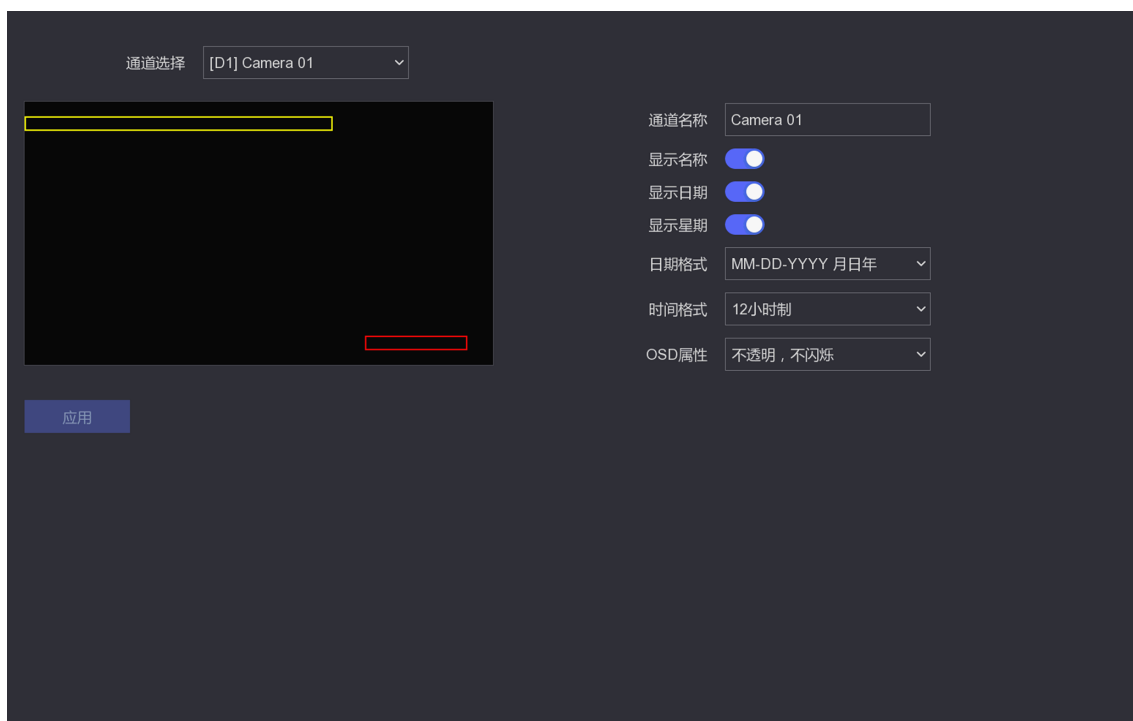 通道选择 [D1] Camera 01
通道名称 Camera 01
显示名称
显示日期
显示星期
日期格式 MM-DD-YYYY 月日年
时间格式 12小时制
OSD属性 不透明，不闪烁
应用